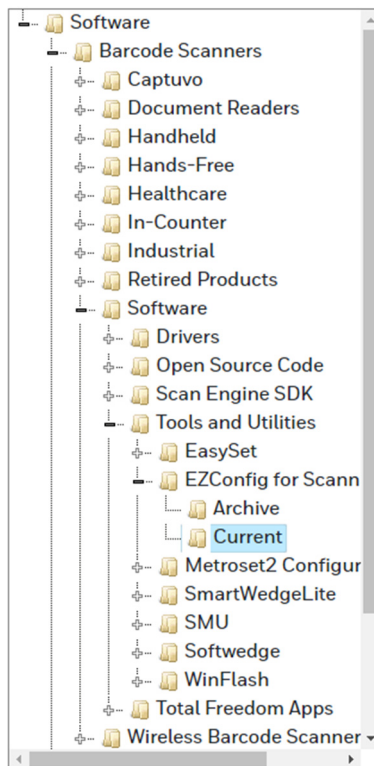 Software
Barcode Scanners
Captuvo
Document Readers
Handheld
Hands-Free
Healthcare
In-Counter
Industrial
Retired Products
Software
Drivers
Open Source Code
Scan Engine SDK
Tools and Utilities
EasySet
EZConfig for Scann
Archive
Current
Metroset2 Configur
SmartWedgeLite
SMU
Softwedge
WinFlash
Total Freedom Apps
Wireless Barcode Scanner